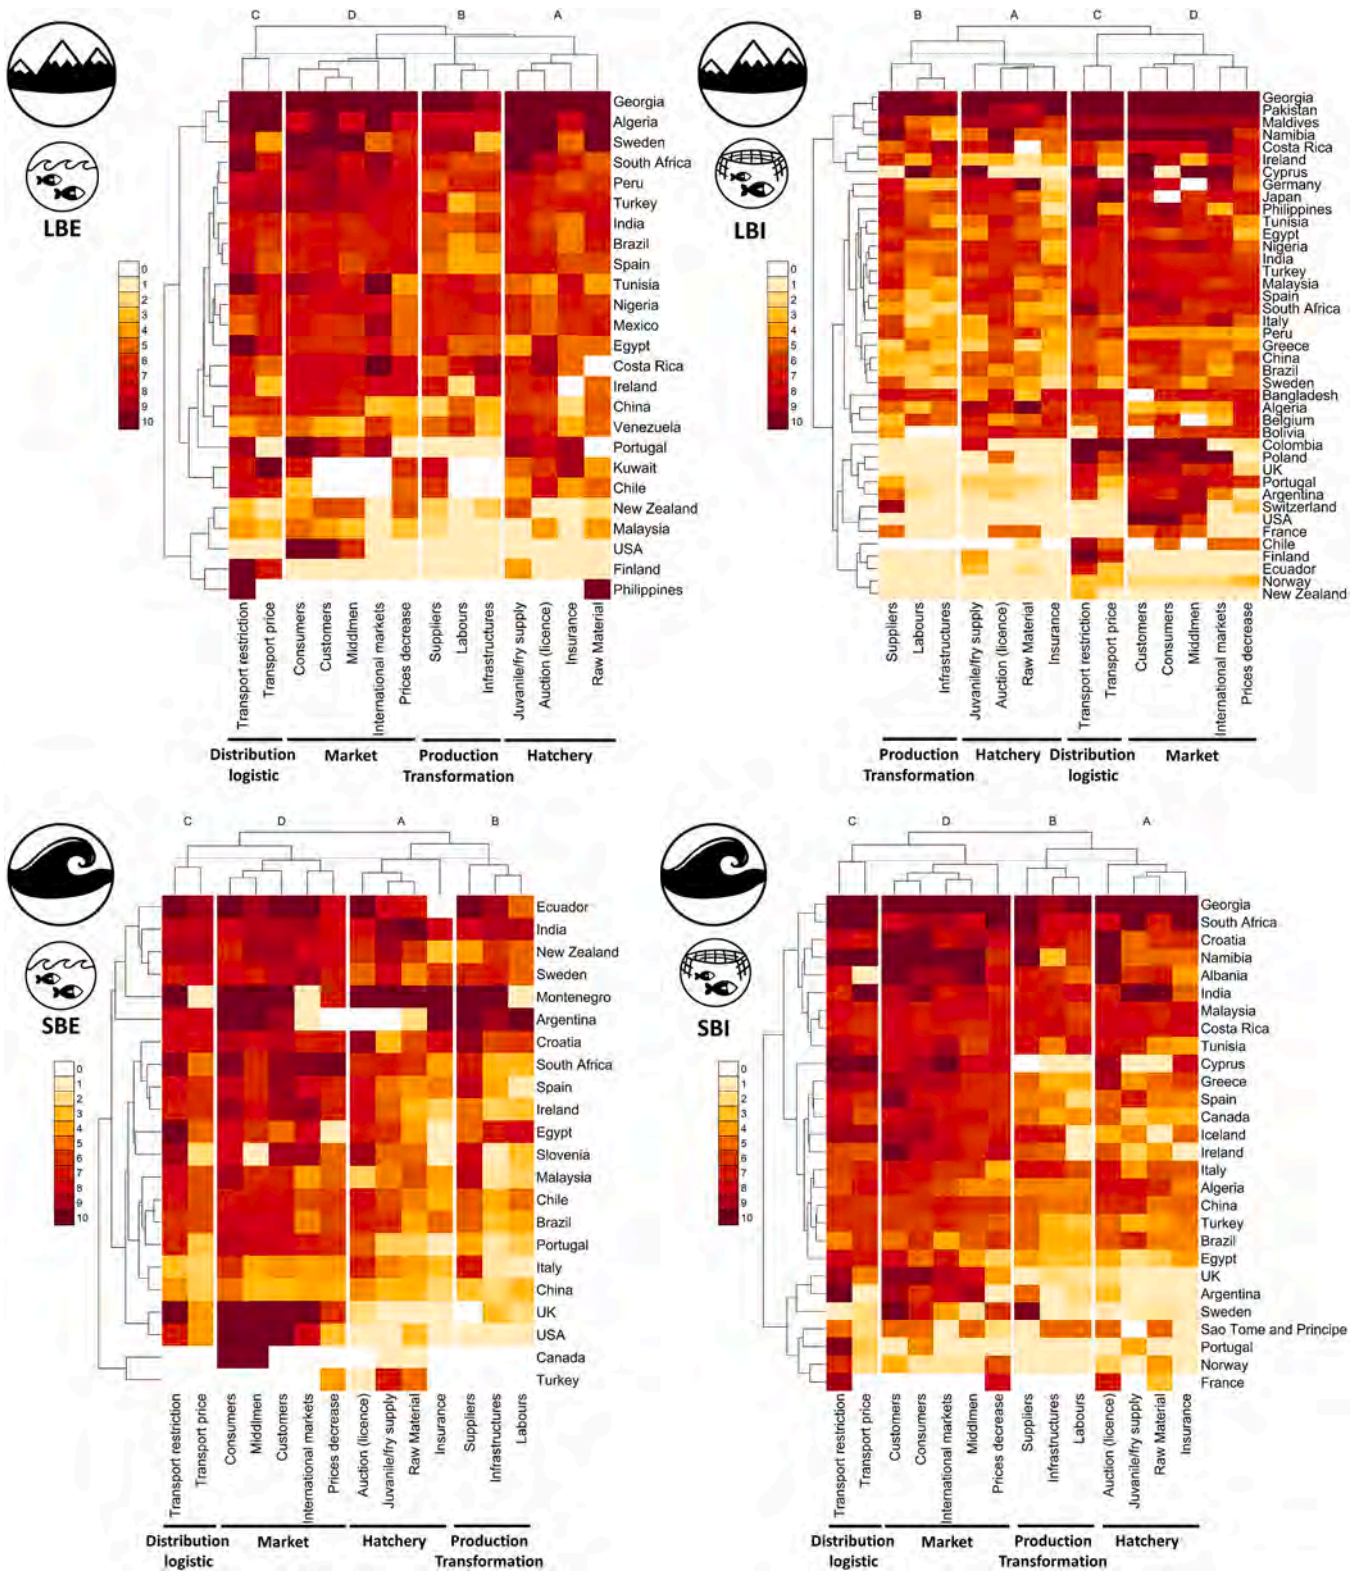 C D B A
LBE
0
1
2
3
4
5
6
7
8
9
10
Georgia
Algeria
Sweden
South Africa
Peru
Turkey
India
Brazil
Spain
Tunisia
Nigeria
Mexico
Egypt
Costa Rica
Ireland
China
Venezuela
Portugal
Kuwait
Chile
New Zealand
Malaysia
USA
Finland
Philippines
Transport restriction
Transport price
Consumers
Customers
Middlmen
International markets
Prices decrease
Suppliers
Labours
Infrastructures
Juvenile/fry supply
Auction (licence)
Insurance
Raw Material
Distribution logistic
Market
Production Transformation
Hatchery
B A C D
LBI
0
1
2
3
4
5
6
7
8
9
10
Georgia
Pakistan
Maldives
Namibia
Costa Rica
Ireland
Cyprus
Germany
Japan
Philippines
Tunisia
Egypt
Nigeria
India
Turkey
Malaysia
Spain
South Africa
Italy
Peru
Greece
China
Brazil
Sweden
Bangladesh
Algeria
Belgium
Bolivia
Colombia
Poland
UK
Portugal
Argentina
Switzerland
USA
France
Chile
Finland
Ecuador
Norway
New Zealand
Suppliers
Labours
Infrastructures
Juvenile/fry supply
Auction (licence)
Raw Material
Insurance
Transport restriction
Transport price
Customers
Consumers
Middlmen
International markets
Prices decrease
Production Transformation
Hatchery
Distribution logistic
Market
C D A B
SBE
0
1
2
3
4
5
6
7
8
9
10
Ecuador
India
New Zealand
Sweden
Montenegro
Argentina
Croatia
South Africa
Spain
Ireland
Egypt
Slovenia
Malaysia
Chile
Brazil
Portugal
Italy
China
UK
USA
Canada
Turkey
Transport restriction
Transport price
Consumers
Middlmen
Customers
International markets
Prices decrease
Auction (licence)
Juvenile/fry supply
Raw Material
Insurance
Suppliers
Infrastructures
Labours
Distribution logistic
Market
Hatchery
Production Transformation
C D B A
SBI
0
1
2
3
4
5
6
7
8
9
10
Georgia
South Africa
Croatia
Namibia
Albania
India
Malaysia
Costa Rica
Tunisia
Cyprus
Greece
Spain
Canada
Iceland
Ireland
Italy
Algeria
China
Turkey
Brazil
Egypt
UK
Argentina
Sweden
Sao Tome and Principe
Portugal
Norway
France
Transport restriction
Transport price
Customers
Consumers
International markets
Middlmen
Prices decrease
Suppliers
Infrastructures
Labours
Auction (licence)
Juvenile/fry supply
Raw Material
Insurance
Distribution logistic
Market
Production Transformation
Hatchery